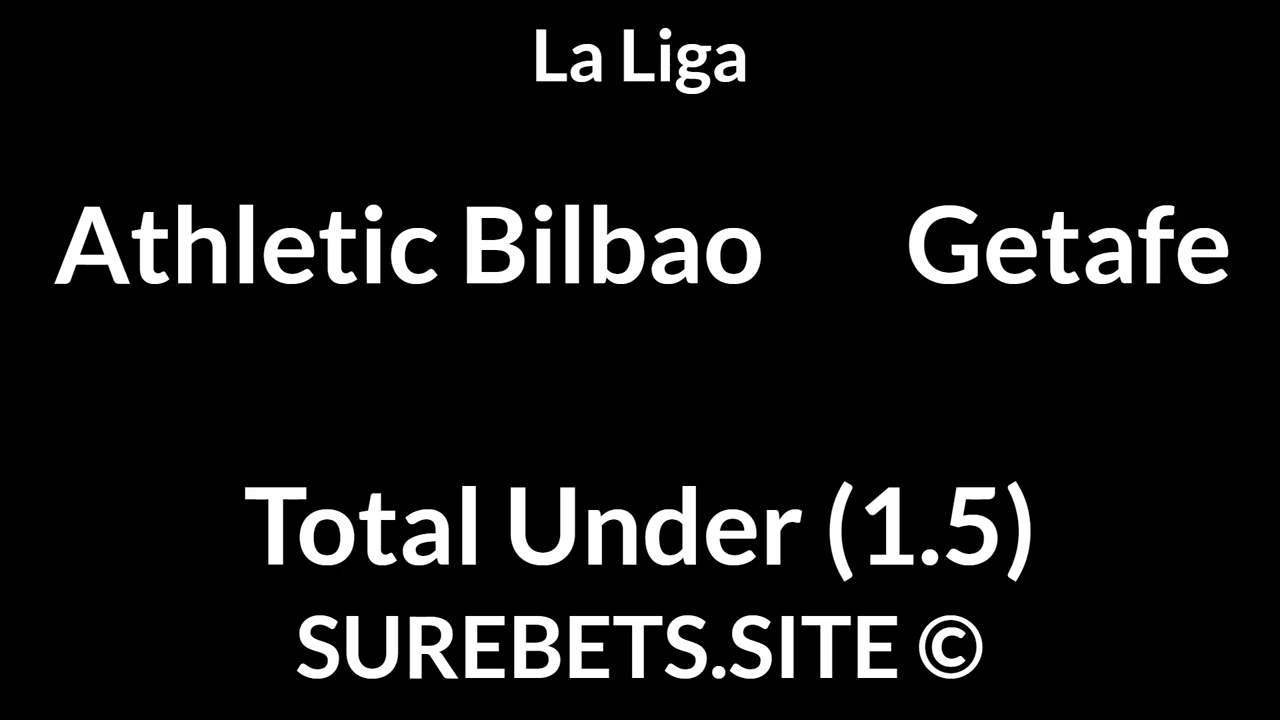 La Liga
Athletic Bilbao Getafe
Total Under (1.5)
SUREBETS.SITE ©